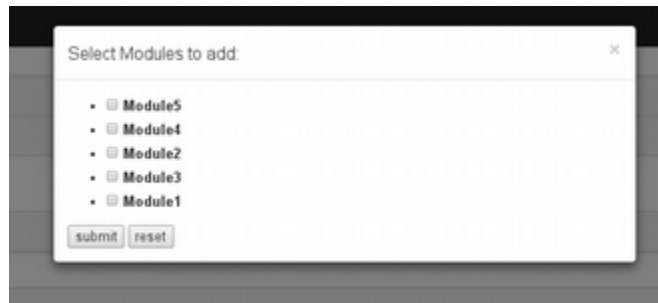 Select Modules to add:
×
Module5
Module4
Module2
Module3
Module1
submit reset